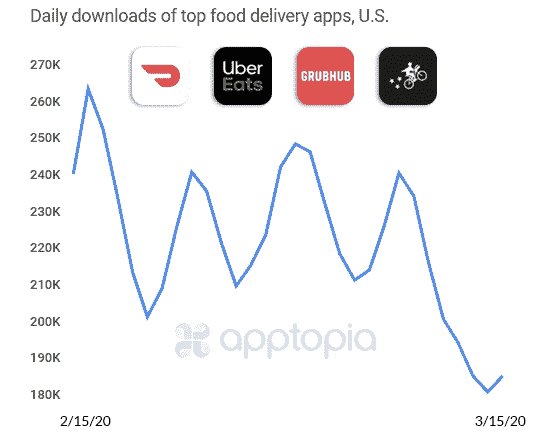 Daily downloads of top food delivery apps, U.S.
270K
Uber
Eats
GRUBHUB
260K
250K
240K
230K
220K
210K
200K
apptopia
190K
180K
2/15/20
3/15/20